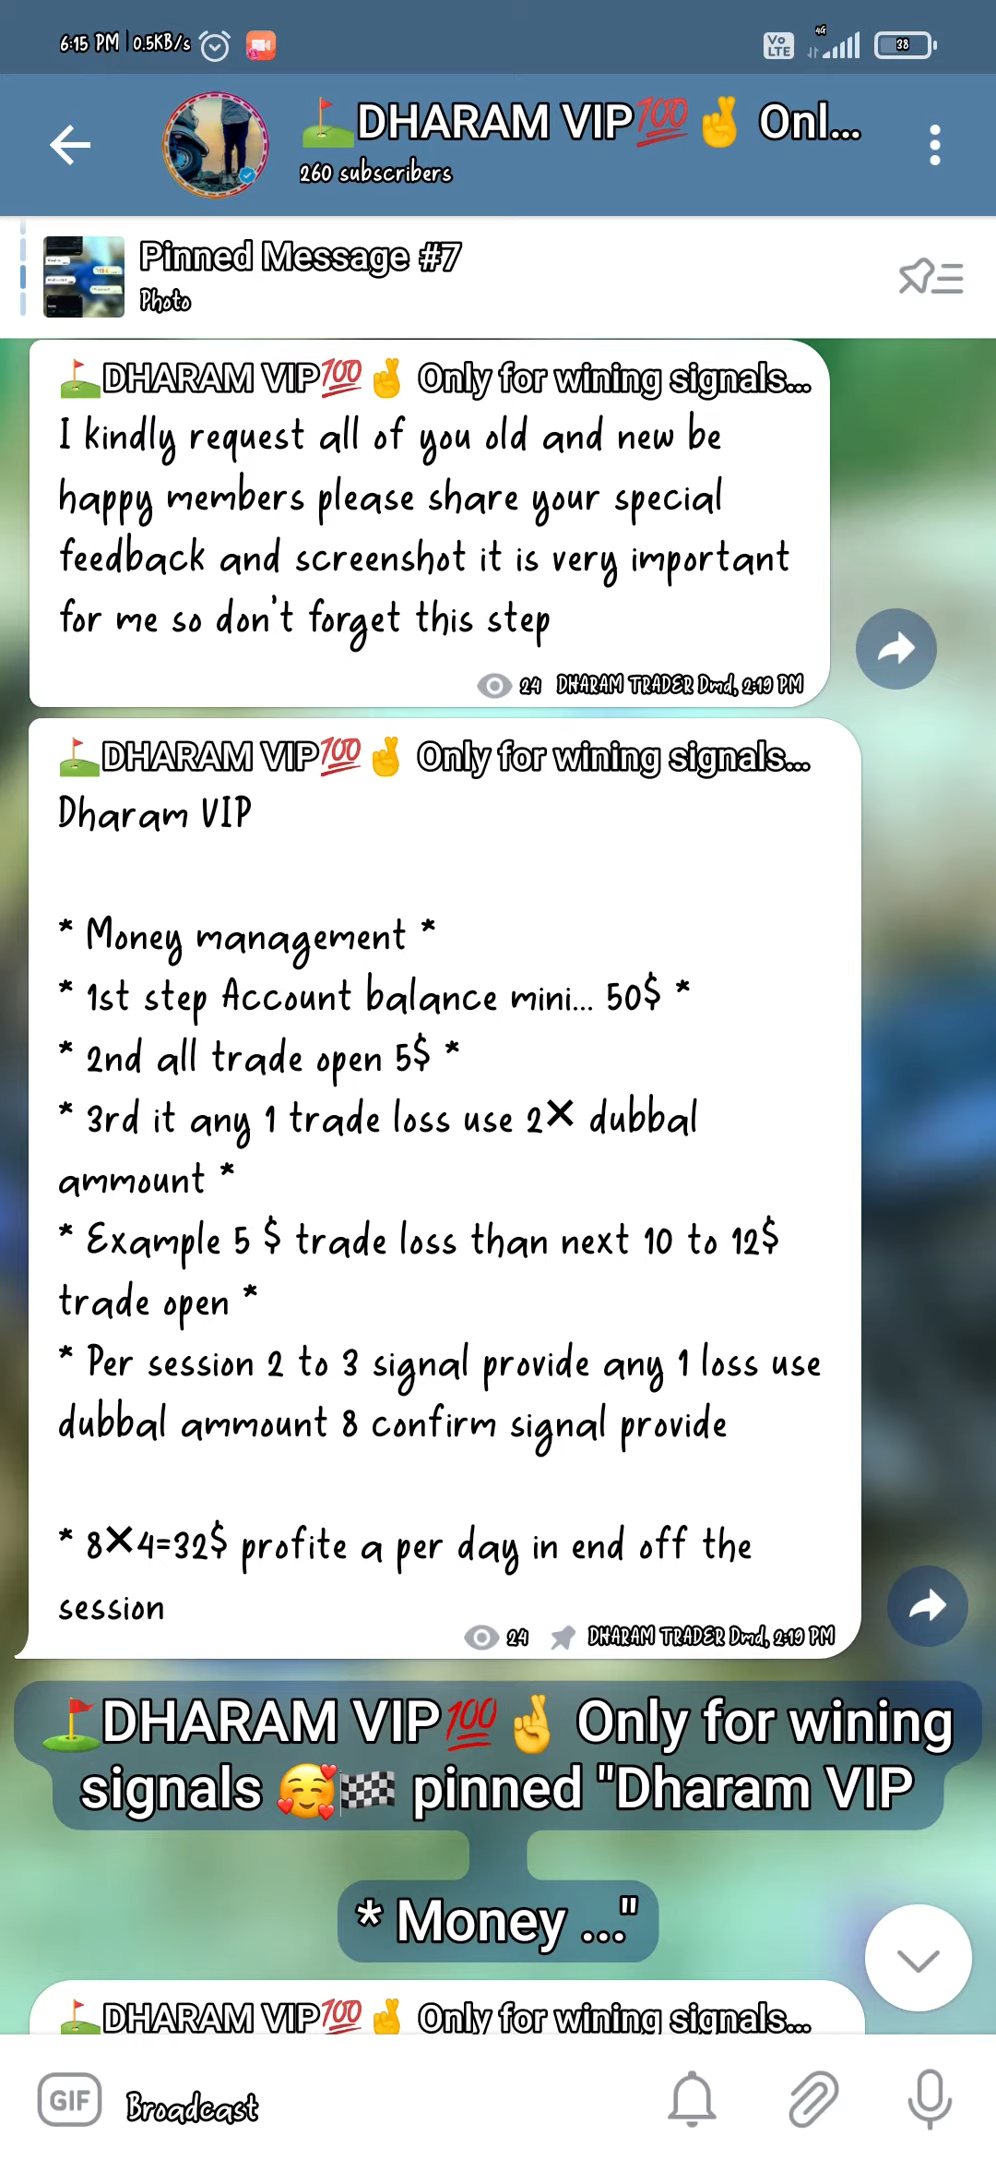 6:15 PM | 0.5KB/s
Vo LTE 4G 38
DHARAM VIP💯🤞 Onl...
260 subscribers
Pinned Message #7
Photo
⛳DHARAM VIP💯🤞 Only for wining signals...
I kindly request all of you old and new be
happy members please share your special
feedback and screenshot it is very important
for me so don't forget this step
24 DHARAM TRADER Dmd, 2:19 PM
⛳DHARAM VIP💯🤞 Only for wining signals...
Dharam VIP
* Money management *
* 1st step Account balance mini... 50$ *
* 2nd all trade open 5$ *
* 3rd it any 1 trade loss use 2✕ dubbal
ammount *
* Example 5 $ trade loss than next 10 to 12$
trade open *
* Per session 2 to 3 signal provide any 1 loss use
dubbal ammount 8 confirm signal provide
* 8✕4=32$ profite a per day in end off the
session
24 DHARAM TRADER Dmd, 2:19 PM
⛳DHARAM VIP💯🤞 Only for wining
signals 🥰🏁 pinned "Dharam VIP
* Money ..."
⛳DHARAM VIP💯🤞 Only for wining signals...
GIF Broadcast